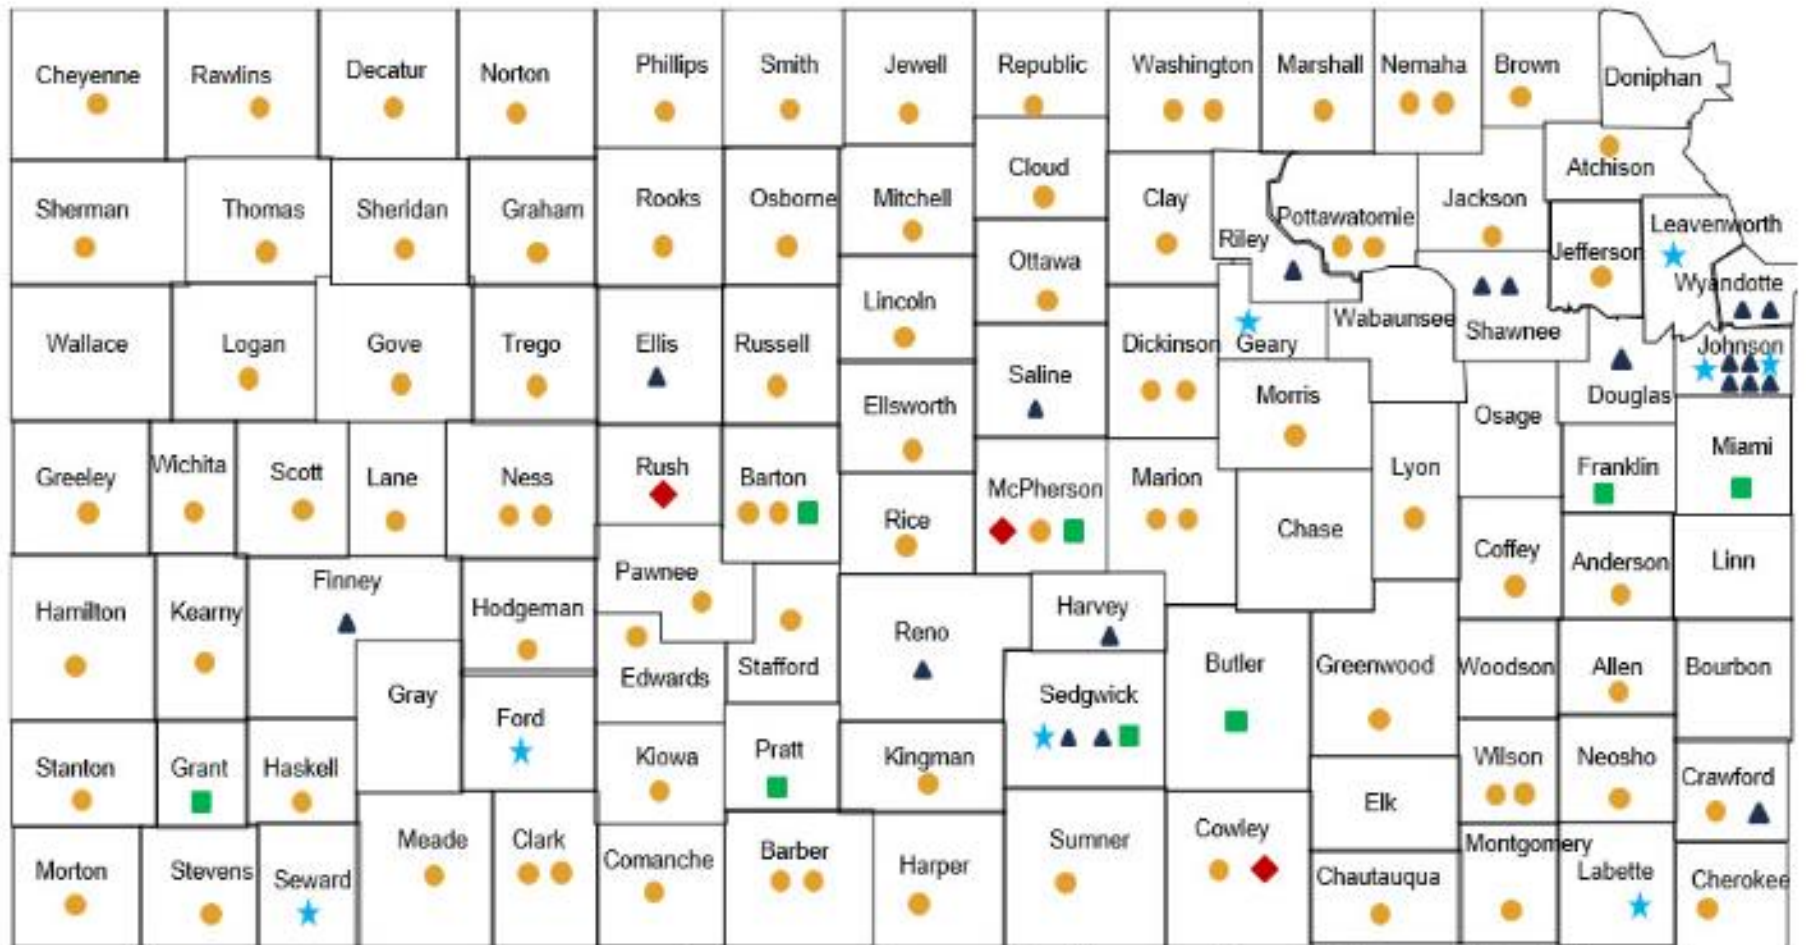 Cheyenne
Rawlins
Decatur
Norton
Phillips
Smith
Jewell
Republic
Washington
Marshall
Nemaha
Brown
Doniphan
Sherman
Thomas
Sheridan
Graham
Rooks
Osborne
Mitchell
Cloud
Clay
Riley
Pottawatomie
Jackson
Atchison
Jefferson
Leavenworth
Wyandotte
Ottawa
Wallace
Logan
Gove
Trego
Ellis
Russell
Lincoln
Saline
Dickinson
Geary
Wabaunsee
Shawnee
Johnson
Douglas
Ellsworth
Morris
Osage
Greeley
Wichita
Scott
Lane
Ness
Rush
Barton
Rice
McPherson
Marion
Chase
Lyon
Franklin
Miami
Coffey
Anderson
Linn
Hamilton
Kearny
Finney
Hodgeman
Pawnee
Edwards
Stafford
Reno
Harvey
Sedgwick
Butler
Greenwood
Woodson
Allen
Bourbon
Gray
Ford
Stanton
Grant
Haskell
Kiowa
Pratt
Kingman
Elk
Wilson
Neosho
Crawford
Morton
Stevens
Seward
Meade
Clark
Comanche
Barber
Harper
Sumner
Cowley
Chautauqua
Montgomery
Labette
Cherokee